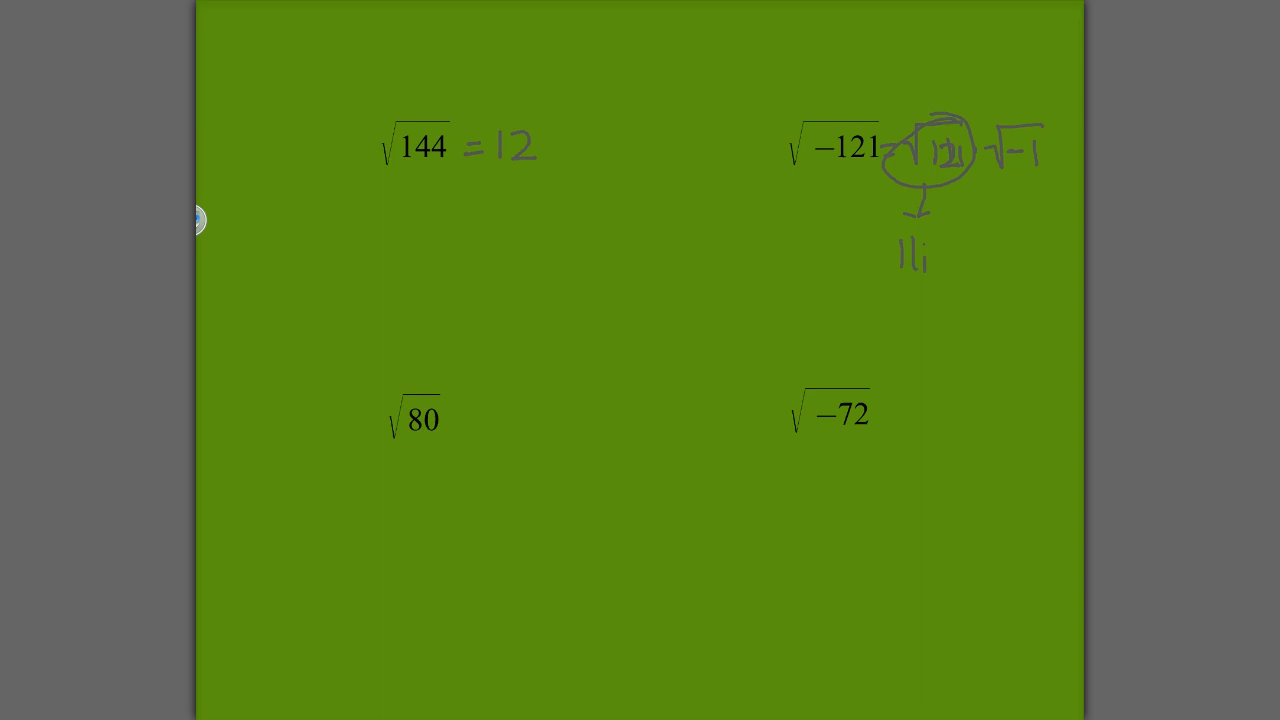 √144 = 12
√-121 = √121 · √-1
11i
√80
√-72